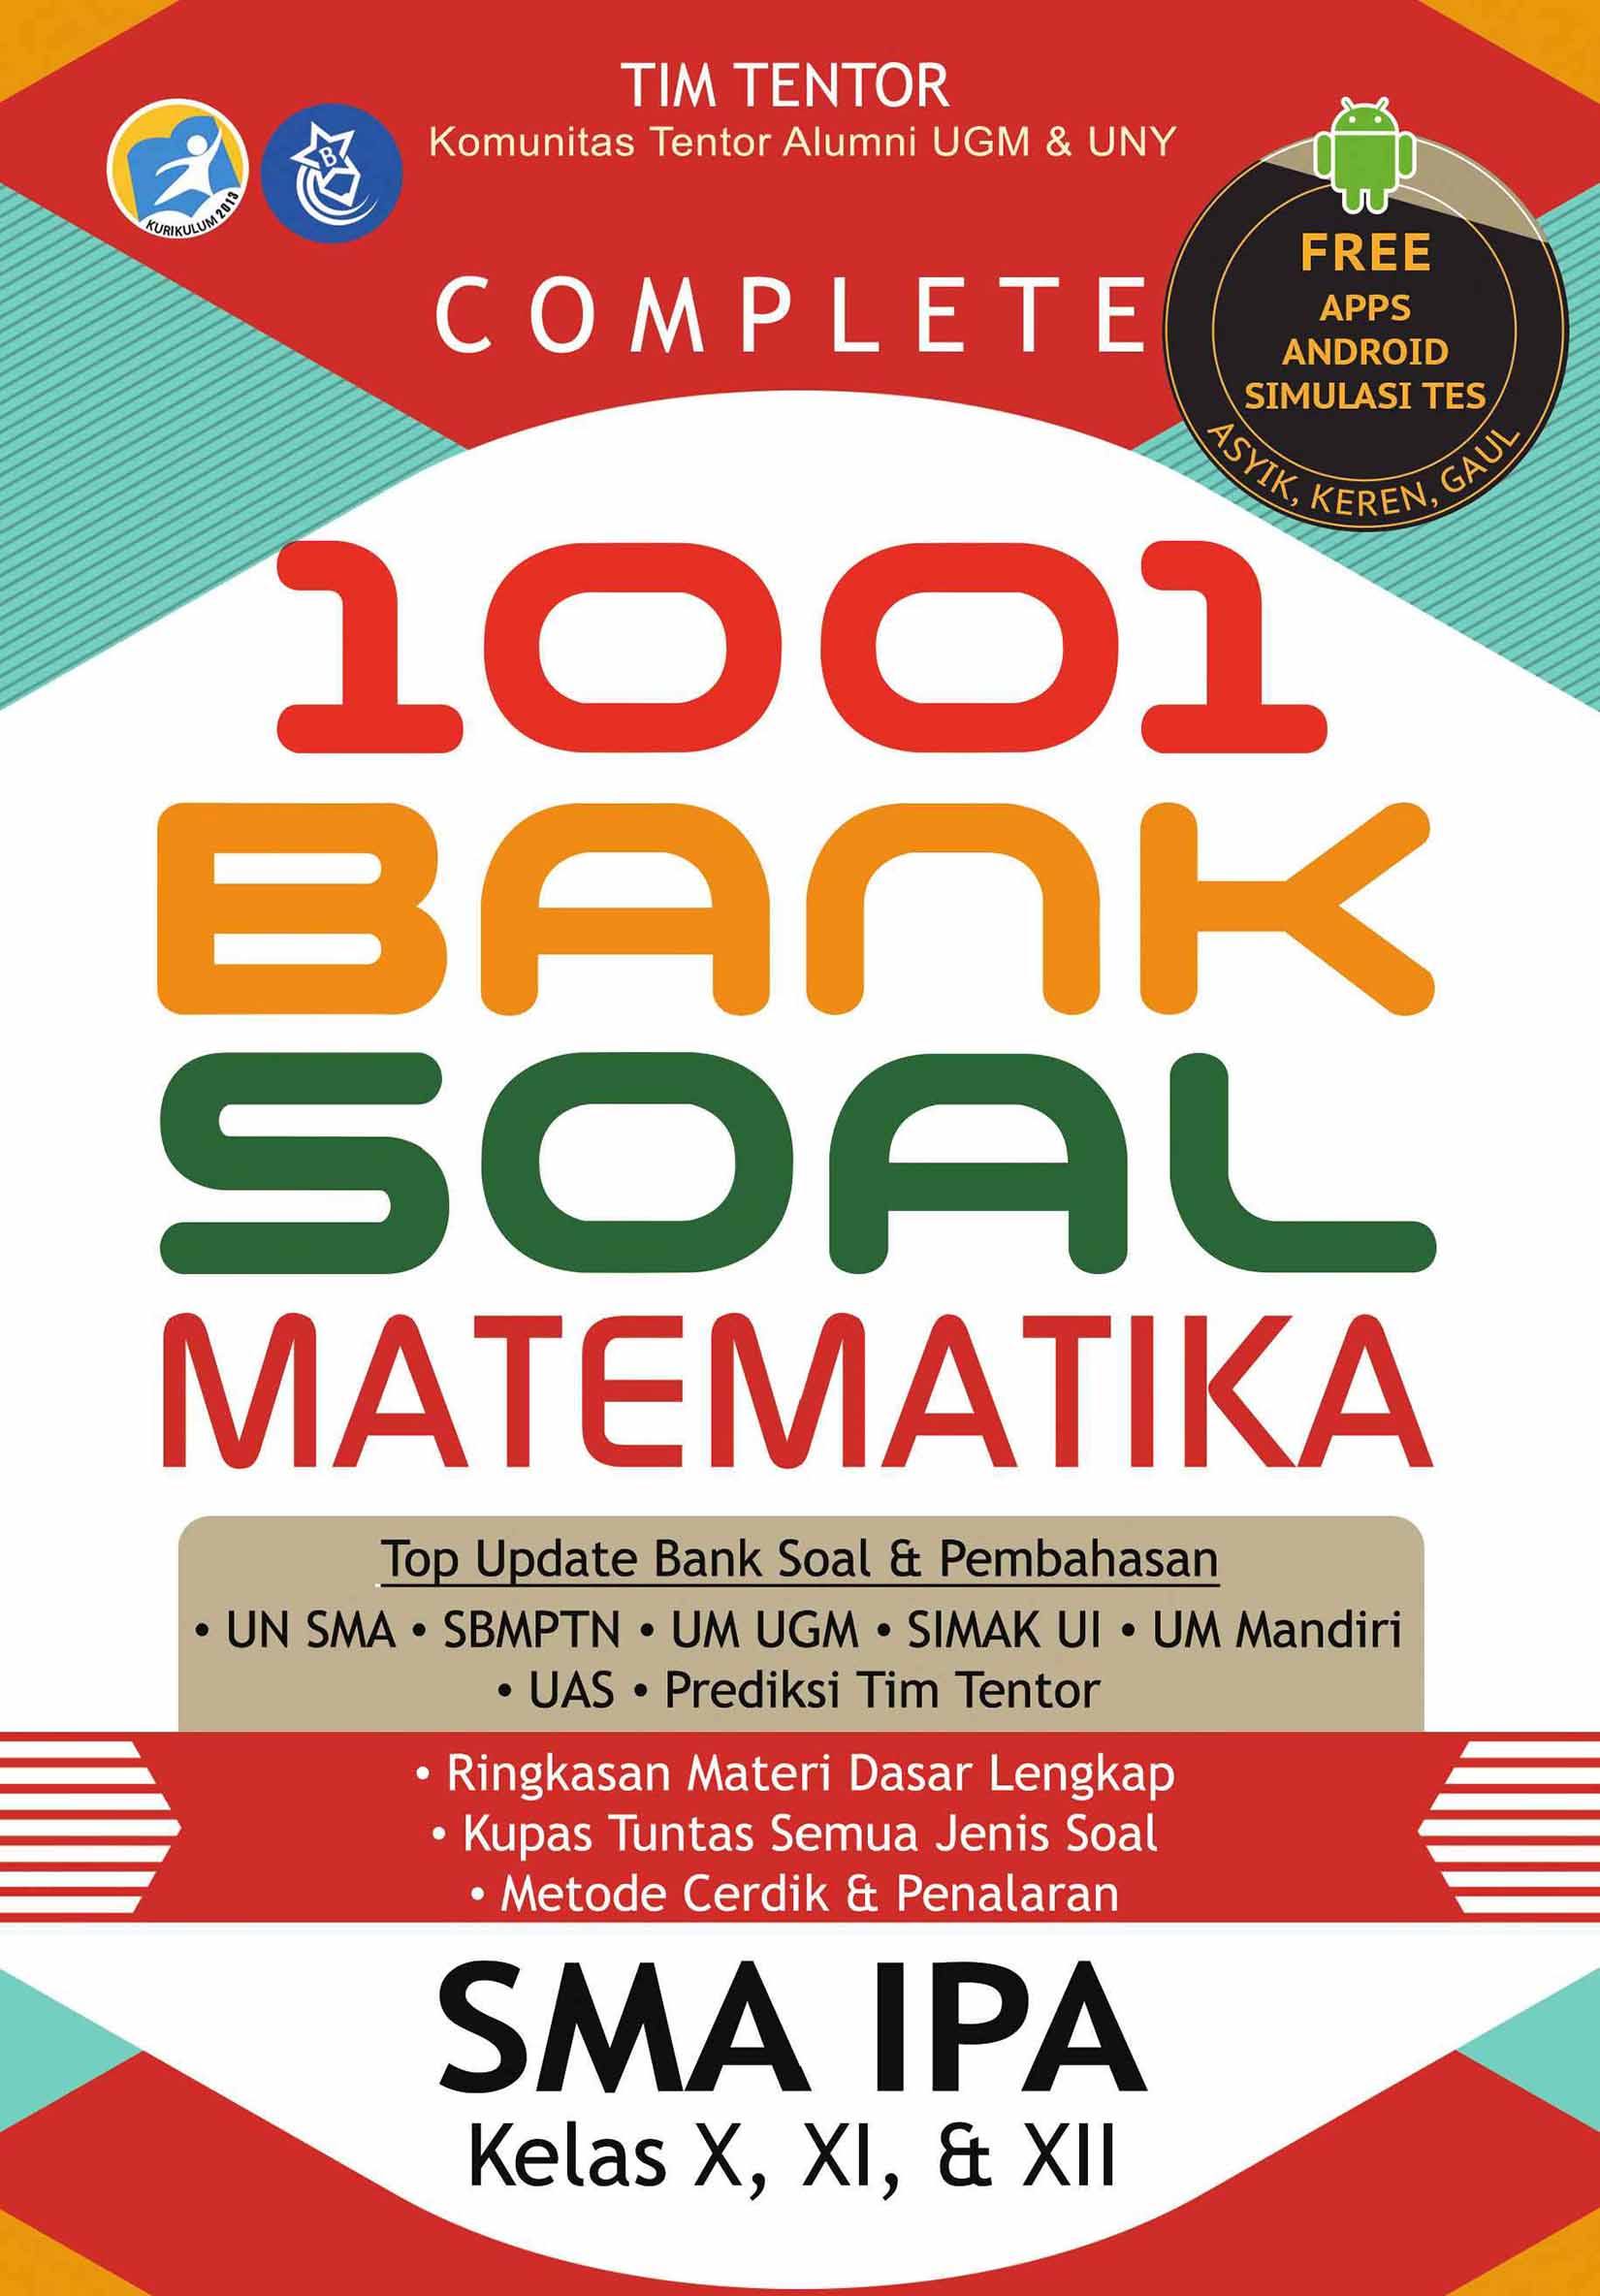 TIM TENTOR
Komunitas Tentor Alumni UGM & UNY
KURIKULUM 2013
B
COMPLETE
FREE
APPS
ANDROID
SIMULASI TES
ASYIK, KEREN, GAUL
1001
BANK
SOAL
MATEMATIKA
Top Update Bank Soal & Pembahasan
• UN SMA • SBMPTN • UM UGM • SIMAK UI • UM Mandiri
• UAS • Prediksi Tim Tentor
• Ringkasan Materi Dasar Lengkap
• Kupas Tuntas Semua Jenis Soal
• Metode Cerdik & Penalaran
SMA IPA
Kelas X, XI, & XII